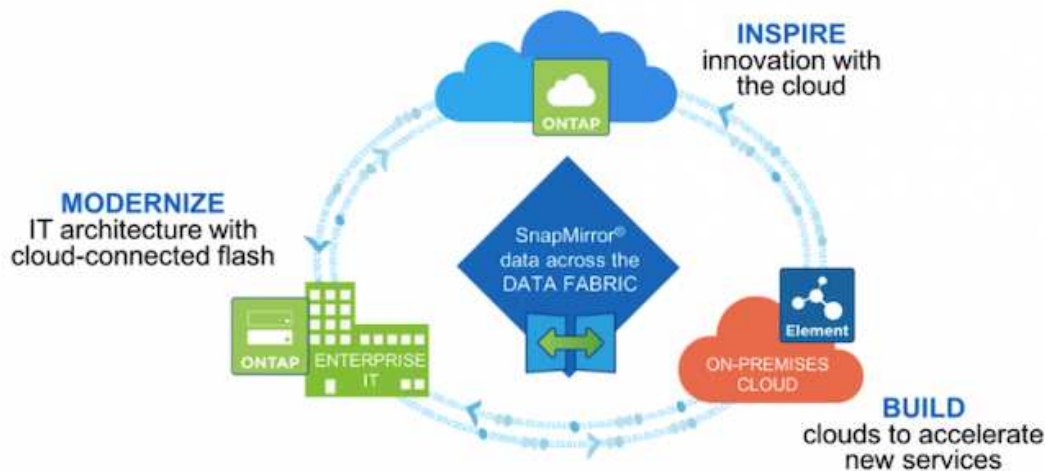 INSPIRE
innovation with
the cloud
ONTAP
MODERNIZE
IT architecture with
cloud-connected flash
SnapMirror®
data across the
DATA FABRIC
ONTAP
ENTERPRISE
IT
Element
ON-PREMISES
CLOUD
BUILD
clouds to accelerate
new services